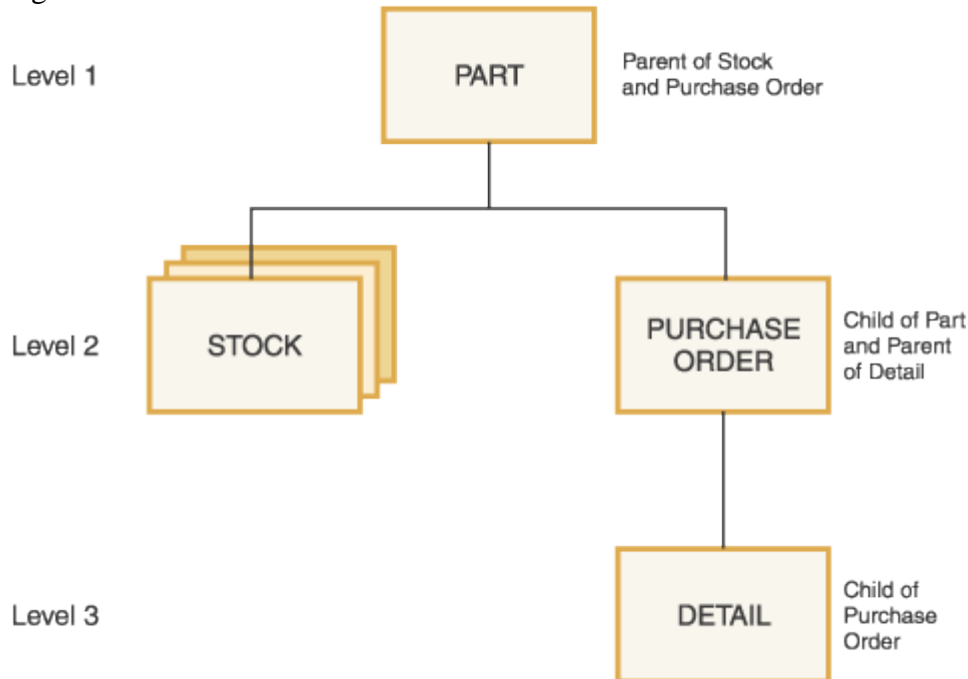 Level 1
PART
Parent of Stock
and Purchase Order
Level 2
STOCK
PURCHASE
ORDER
Child of Part
and Parent
of Detail
Level 3
DETAIL
Child of
Purchase
Order